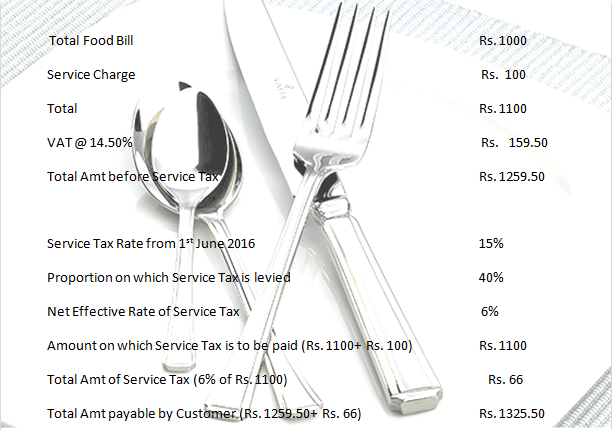 Total Food Bill Rs. 1000
Service Charge Rs. 100
Total Rs. 1100
VAT @ 14.50% Rs. 159.50
Total Amt before Service Tax Rs. 1259.50
Service Tax Rate from 1st June 2016 15%
Proportion on which Service Tax is levied 40%
Net Effective Rate of Service Tax 6%
Amount on which Service Tax is to be paid (Rs. 1100+ Rs. 100) Rs. 1100
Total Amt of Service Tax (6% of Rs. 1100) Rs. 66
Total Amt payable by Customer (Rs. 1259.50+ Rs. 66) Rs. 1325.50